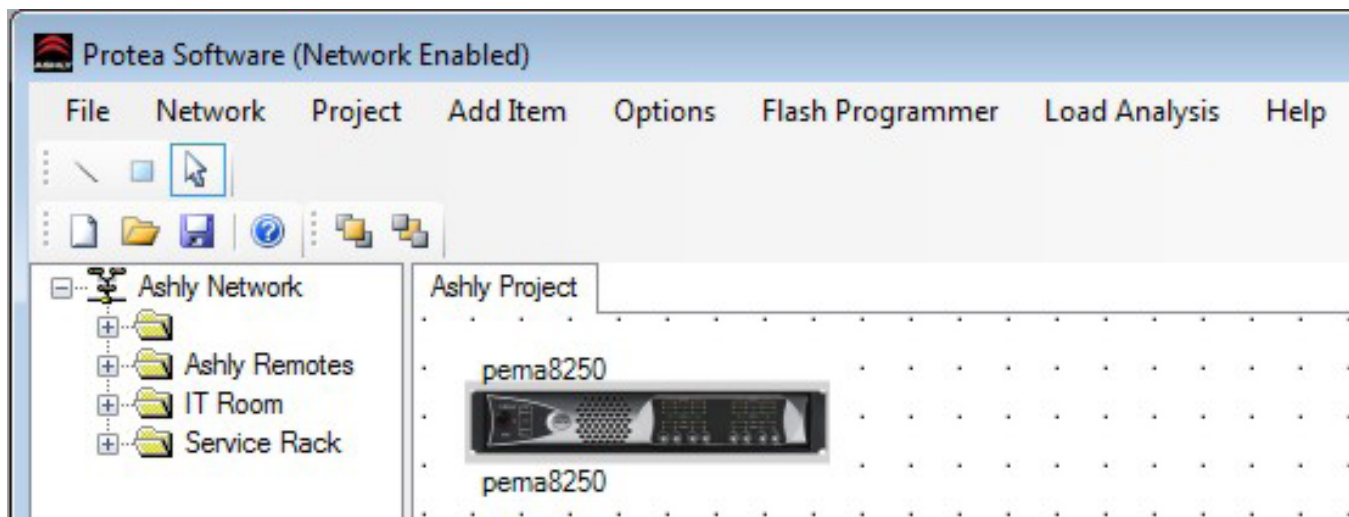 Protea Software (Network Enabled)
File Network Project Add Item Options Flash Programmer Load Analysis Help
Ashly Network
Ashly Remotes
IT Room
Service Rack
Ashly Project
pema8250
pema8250